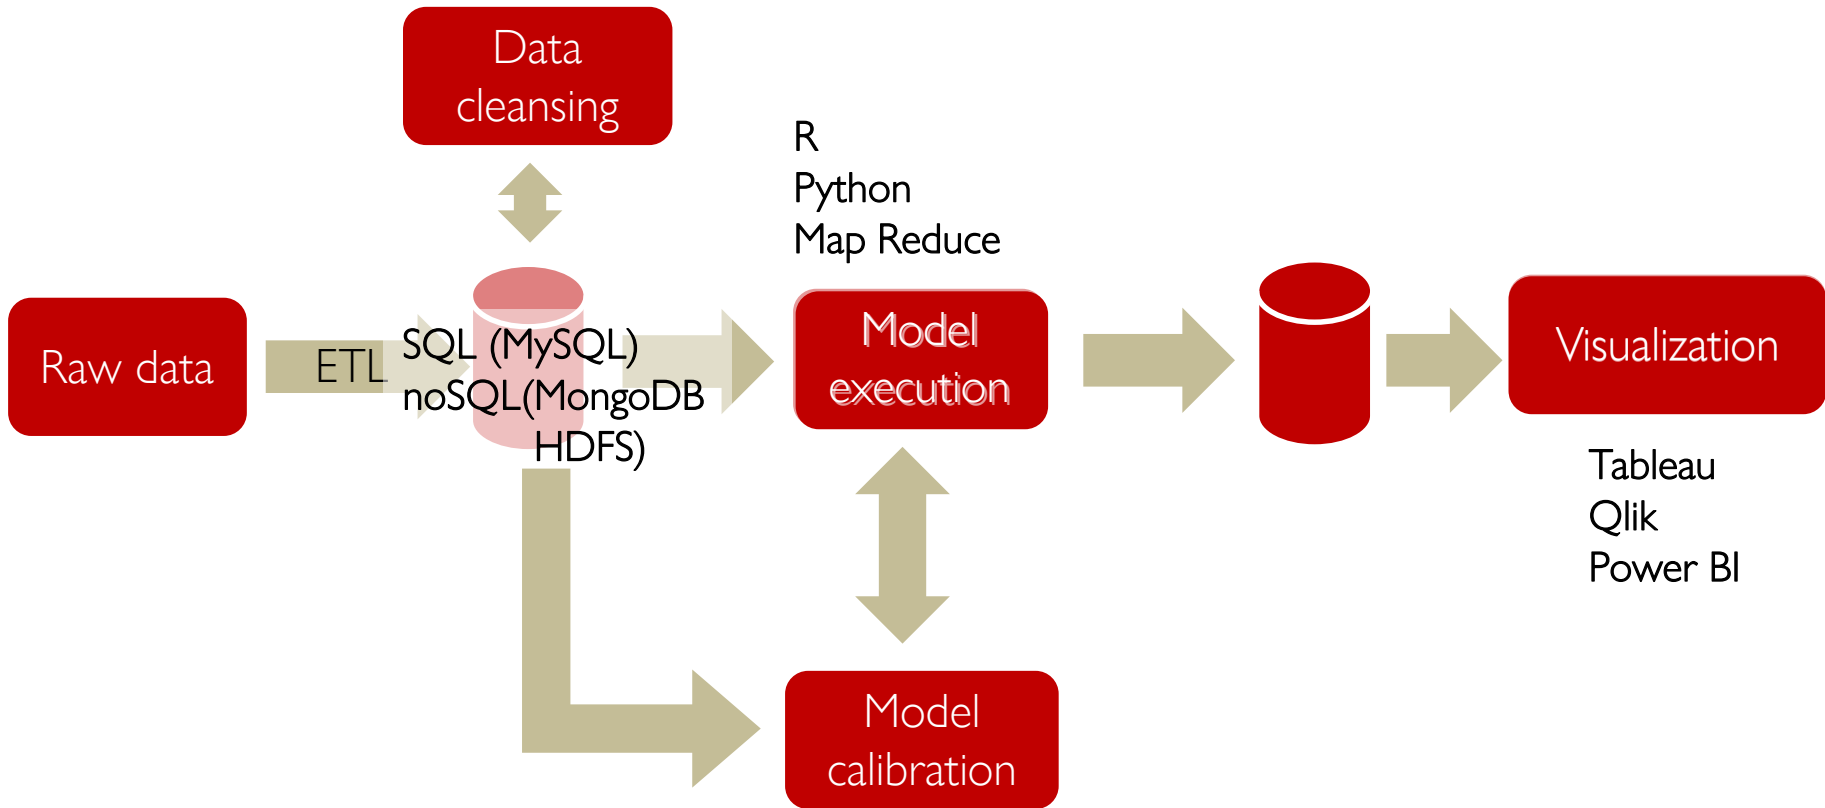 Data
cleansing
R
Python
Map Reduce
Raw data
ETL
SQL (MySQL)
noSQL(MongoDB
HDFS)
Model
execution
Visualization
Tableau
Qlik
Power BI
Model
calibration